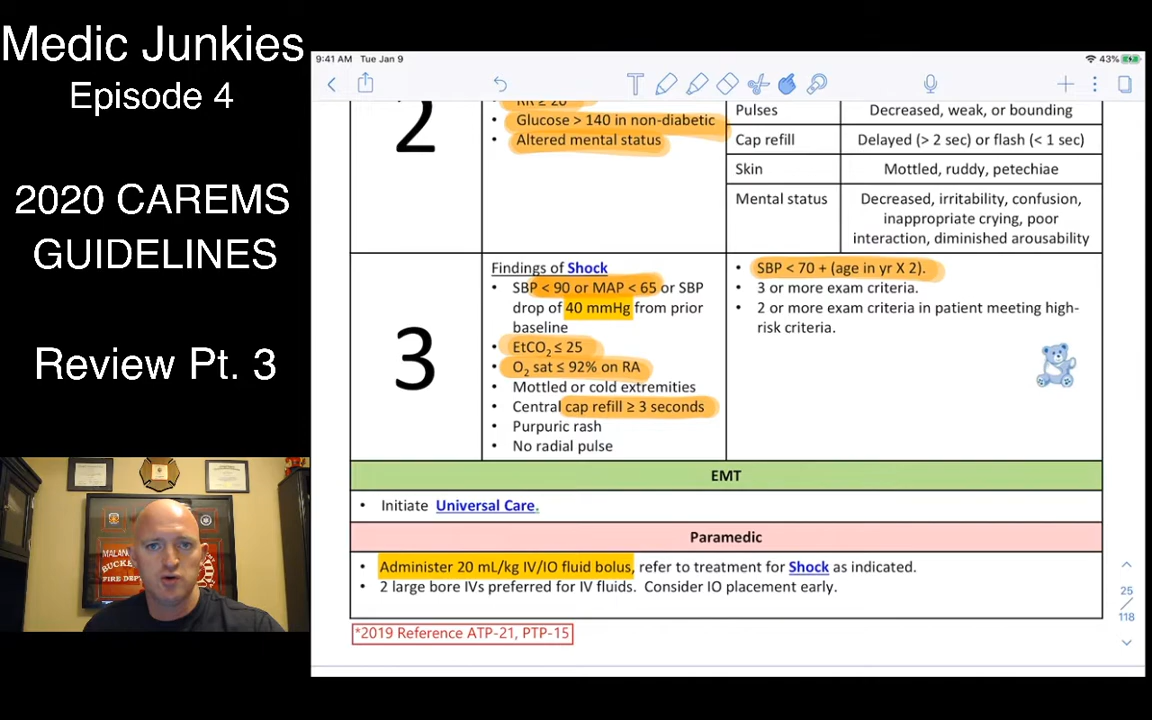 Medic Junkies
Episode 4
2020 CAREMS
GUIDELINES
Review Pt. 3
9:41 AM Tue Jan 9
43%
2
RR ≥ 20
• Glucose > 140 in non-diabetic
• Altered mental status
Pulses Decreased, weak, or bounding
Cap refill Delayed (> 2 sec) or flash (< 1 sec)
Skin Mottled, ruddy, petechiae
Mental status Decreased, irritability, confusion,
inappropriate crying, poor
interaction, diminished arousability
3
Findings of Shock
• SBP < 90 or MAP < 65 or SBP
drop of 40 mmHg from prior
baseline
• EtCO2 ≤ 25
• O2 sat ≤ 92% on RA
• Mottled or cold extremities
• Central cap refill ≥ 3 seconds
• Purpuric rash
• No radial pulse
• SBP < 70 + (age in yr X 2).
• 3 or more exam criteria.
• 2 or more exam criteria in patient meeting high-
risk criteria.
EMT
• Initiate Universal Care.
Paramedic
• Administer 20 mL/kg IV/IO fluid bolus, refer to treatment for Shock as indicated.
• 2 large bore IVs preferred for IV fluids. Consider IO placement early.
*2019 Reference ATP-21, PTP-15
25
118
MALAN
BUCKE
FIRE DEP